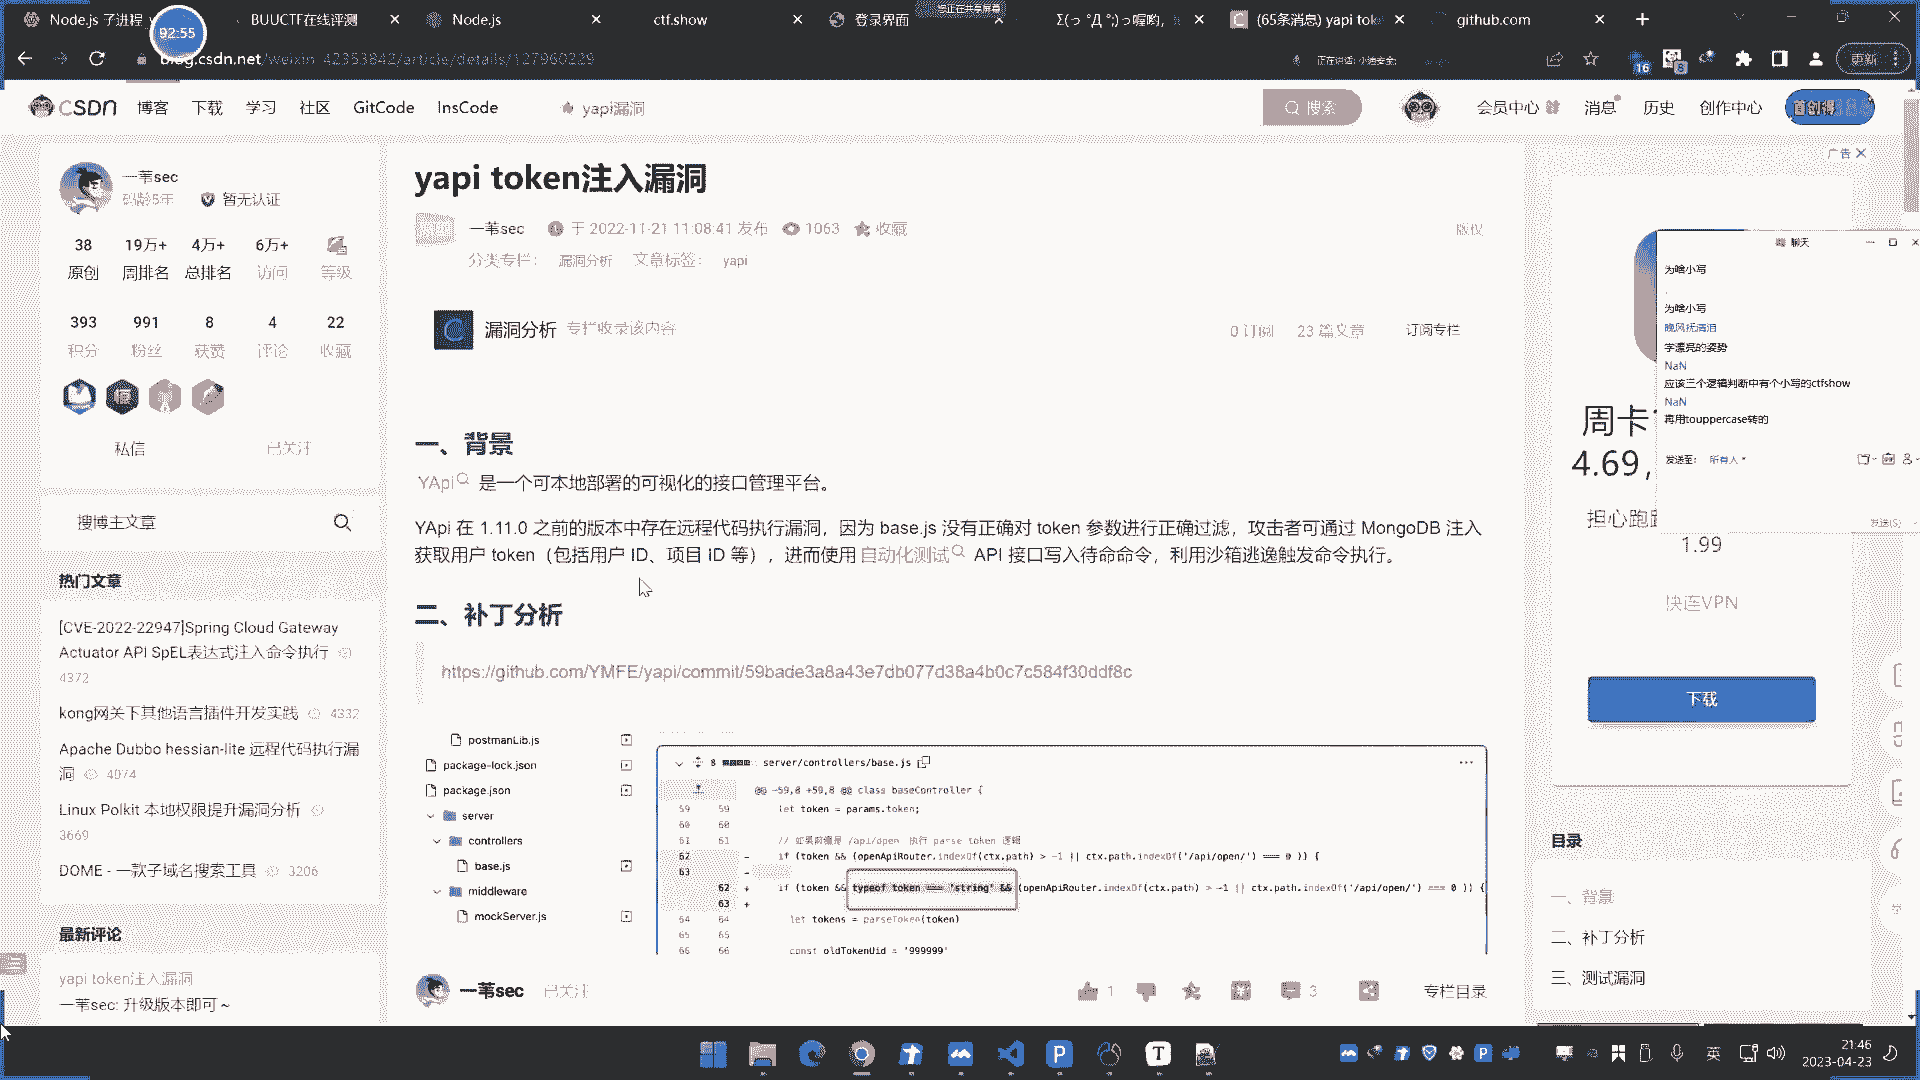 Node.js 子进程
BUUCTF在线评测
Node.js
ctf.show
登录界面
Σ(っ °Д °;)っ喔哟,
(65条消息) yapi tok
github.com
92:55
blog.csdn.net/weixin_42353842/article/details/127960229
更新
16
8
CSDN
博客
下载
学习
社区
GitCode
InsCode
yapi漏洞
搜索
会员中心
消息
历史
创作中心
一苇sec
码龄5年
暂无认证
38
19万+
4万+
6万+
原创
周排名
总排名
访问
等级
393
991
8
4
22
积分
粉丝
获赞
评论
收藏
私信
已关注
搜博主文章
热门文章
[CVE-2022-22947]Spring Cloud Gateway
Actuator API SpEL表达式注入命令执行
4372
kong网关下其他语言插件开发实践 4332
Apache Dubbo hessian-lite 远程代码执行漏
洞 4074
Linux Polkit 本地权限提升漏洞分析
3669
DOME - 一款子域名搜索工具 3206
最新评论
yapi token注入漏洞
一苇sec: 升级版本即可 ~
yapi token注入漏洞
一苇sec
于 2022-11-21 11:08:41 发布
1063
收藏
版权
分类专栏： 漏洞分析 文章标签： yapi
漏洞分析 专栏收录该内容
0 订阅
23 篇文章
订阅专栏
一、背景
YApi 是一个可本地部署的可视化的接口管理平台。
YApi 在 1.11.0 之前的版本中存在远程代码执行漏洞，因为 base.js 没有正确对 token 参数进行正确过滤，攻击者可通过 MongoDB 注入
获取用户 token（包括用户 ID、项目 ID 等），进而使用 自动化测试 API 接口写入待命命令，利用沙箱逃逸触发命令执行。
二、补丁分析
https://github.com/YMFE/yapi/commit/59bade3a8a43e7db077d38a4b0c7c584f30ddf8c
postmanLib.js
package-lock.json
package.json
server
controllers
base.js
middleware
mockServer.js
8 server/controllers/base.js
@@ -59,8 +59,8 @@ class baseController {
59 59 let token = params.token;
60 60
61 61 // 如果前缀是 /api/open 执行 parse token 逻辑
62 - if (token && (openApiRouter.indexOf(ctx.path) > -1 || ctx.path.indexOf('/api/open/') === 0 )) {
63 -
62 + if (token && typeof token === 'string' && (openApiRouter.indexOf(ctx.path) > -1 || ctx.path.indexOf('/api/open/') === 0 )) {
63 +
64 64 let tokens = parseToken(token)
65 65
66 66 const oldTokenUid = '999999'
一苇sec
已关注
1
3
专栏目录
广告
周卡
4.69,
1.99
快连VPN
下载
聊天
为啥小写
为啥小写
晚风抚清泪
字漂亮的姿势
NaN
应该三个逻辑判断中有个小写的ctfshow
NaN
再用touppercase转的
发送至: 所有人
发送(S)
目录
一、背景
二、补丁分析
三、测试漏洞
英
21:46
2023-04-23